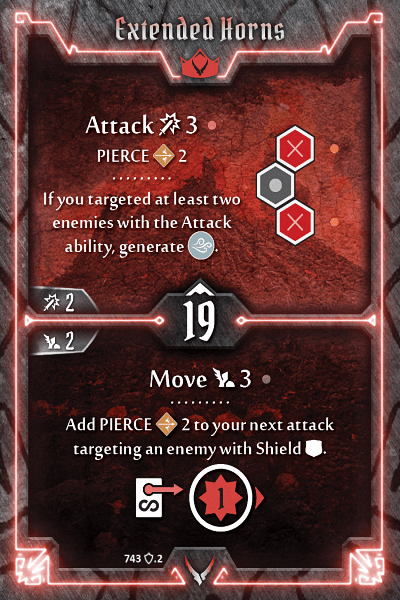 Extended Horns
Attack 3
PIERCE 2
If you targeted at least two
enemies with the Attack
ability, generate .
2
19
2
Move 3
Add PIERCE 2 to your next attack
targeting an enemy with Shield .
1
743 .2